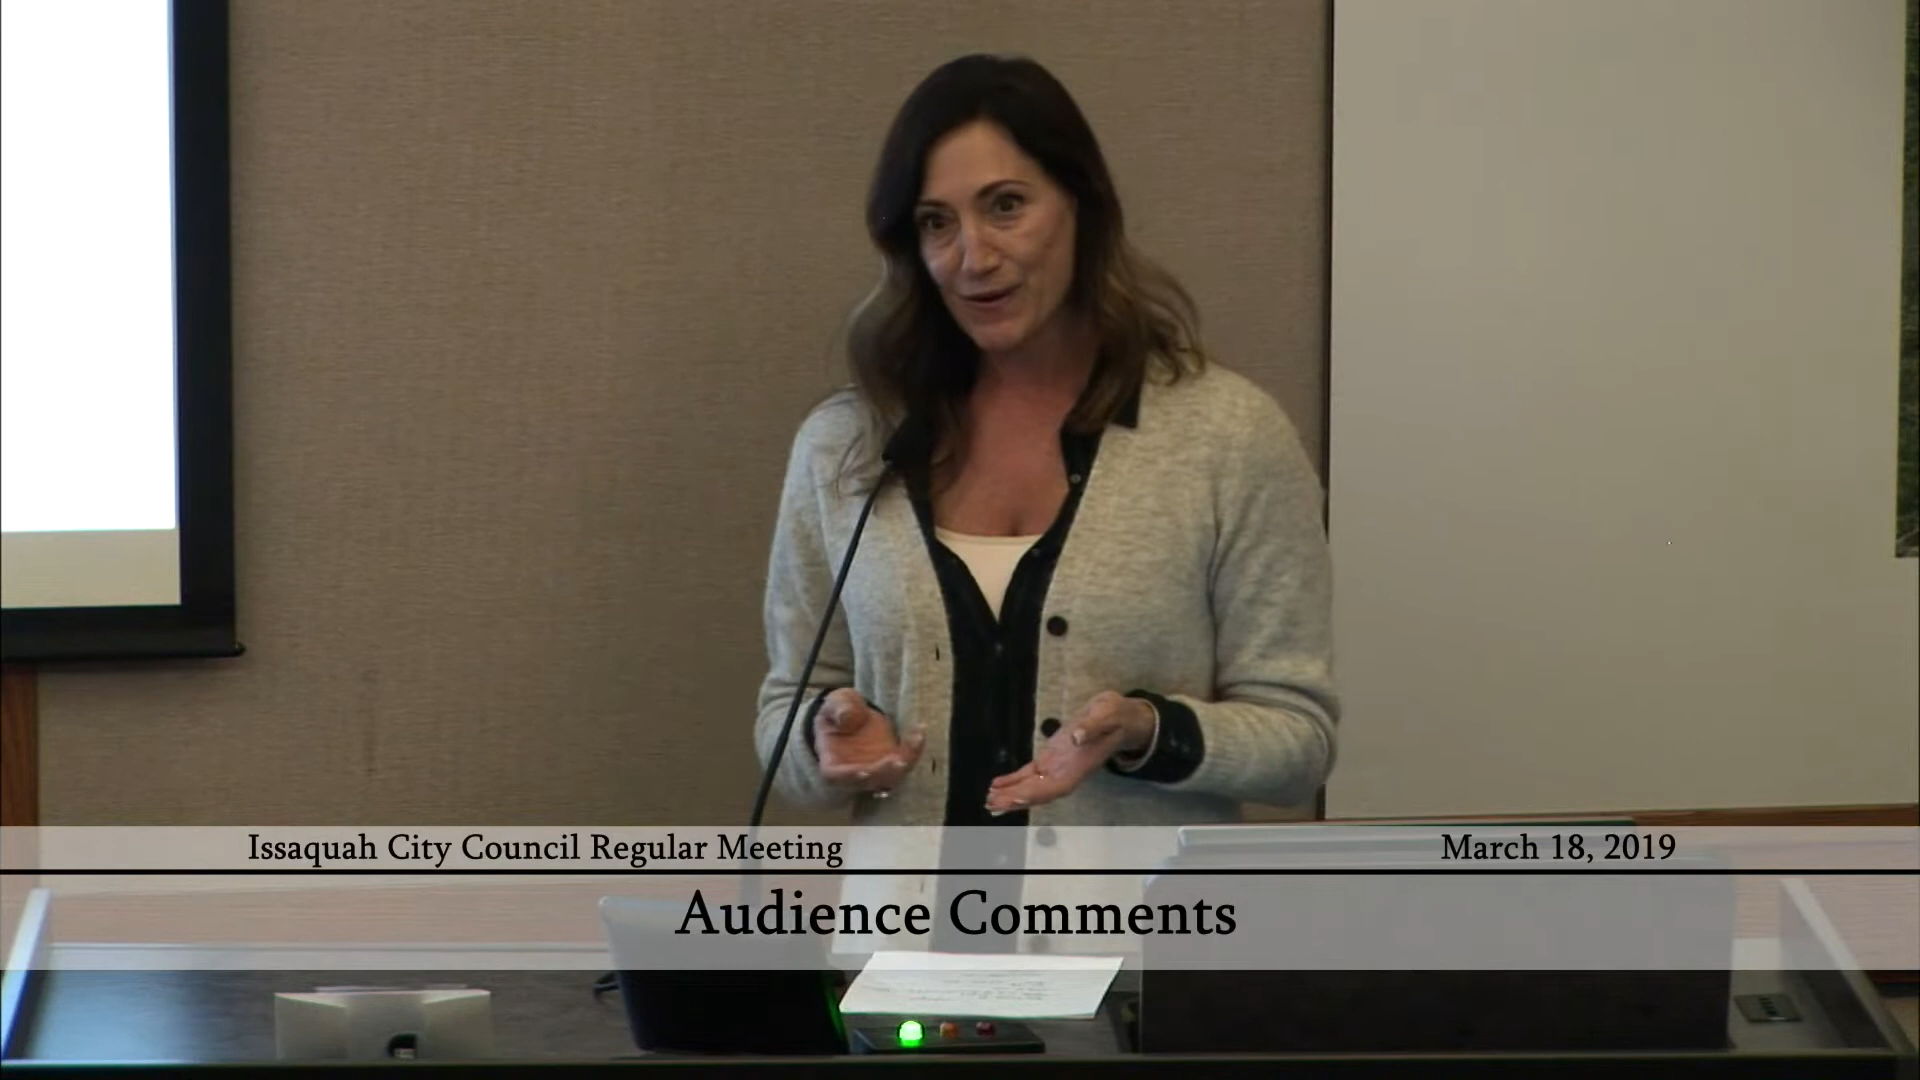 Issaquah City Council Regular Meeting
March 18, 2019
Audience Comments